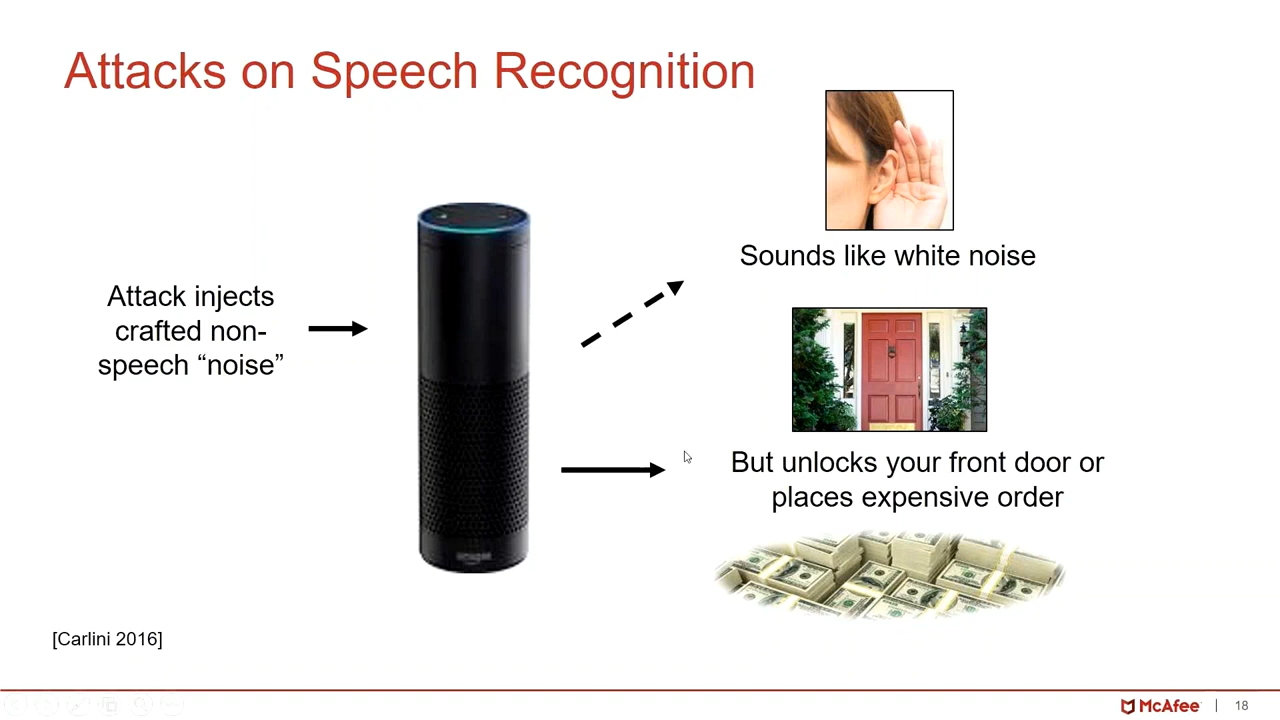 Attacks on Speech Recognition
Attack injects
crafted non-
speech “noise”
Sounds like white noise
But unlocks your front door or
places expensive order
[Carlini 2016]
McAfee | 18